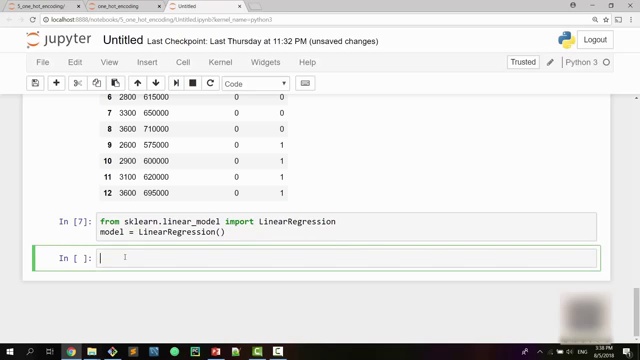 5_one_hot_encoding/
one_hot_encoding
Untitled
localhost:8888/notebooks/5_one_hot_encoding/Untitled.ipynb?kernel_name=python3
jupyter Untitled Last Checkpoint: Last Thursday at 11:32 PM (unsaved changes) Logout
File Edit View Insert Cell Kernel Widgets Help Trusted Python 3
Code
6 2800 615000 0 0
7 3300 650000 0 0
8 3600 710000 0 0
9 2600 575000 0 1
10 2900 600000 0 1
11 3100 620000 0 1
12 3600 695000 0 1
In [7]: from sklearn.linear_model import LinearRegression
model = LinearRegression()
In [ ]:
ENG
3:38 PM
8/5/2018